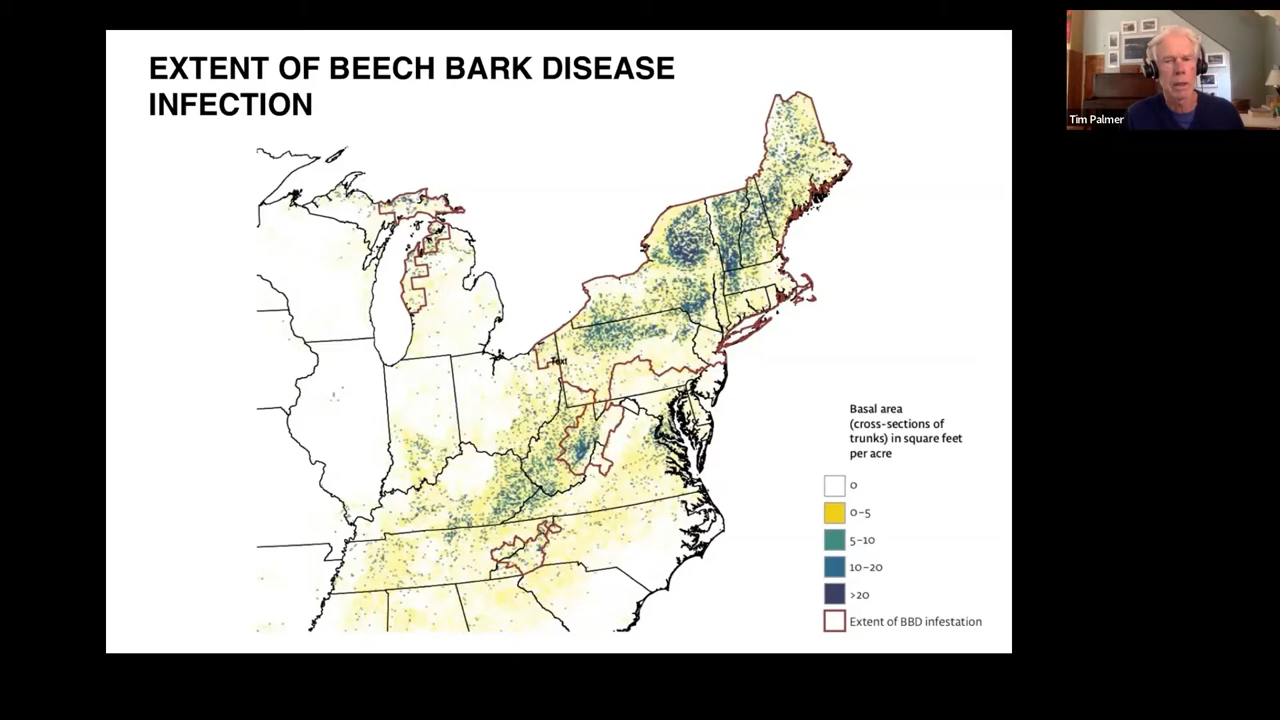 EXTENT OF BEECH BARK DISEASE
INFECTION
Tim Palmer
Text
Basal area
(cross-sections of
trunks) in square feet
per acre
0
0–5
5–10
10–20
>20
Extent of BBD infestation